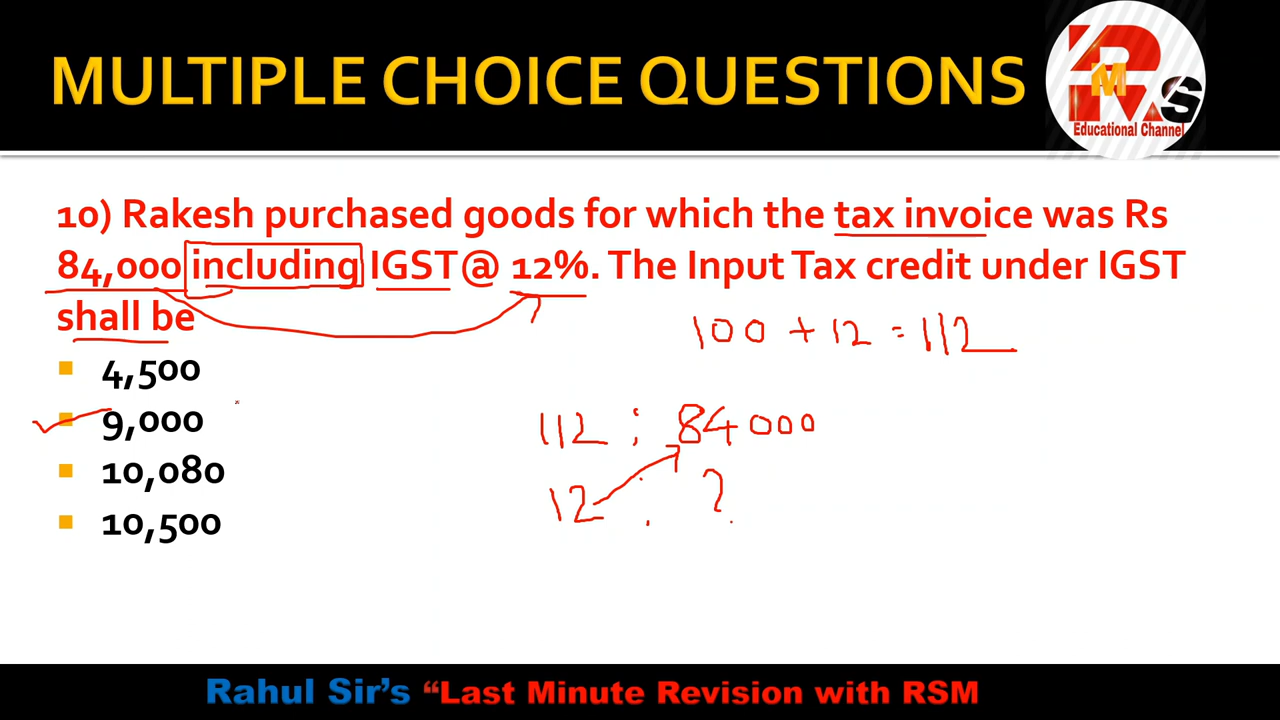 MULTIPLE CHOICE QUESTIONS
RMS
Educational Channel
10) Rakesh purchased goods for which the tax invoice was Rs
84,000 including IGST @ 12%. The Input Tax credit under IGST
shall be
100 + 12 = 112
4,500
9,000
112 : 84000
10,080
12 : ?
10,500
Rahul Sir's "Last Minute Revision with RSM